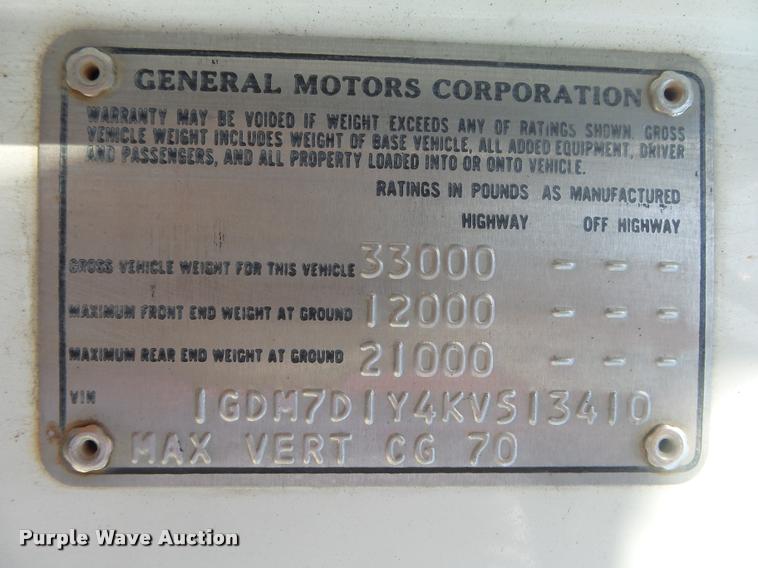 GENERAL MOTORS CORPORATION
WARRANTY MAY BE VOIDED IF WEIGHT EXCEEDS ANY OF RATINGS SHOWN. GROSS
VEHICLE WEIGHT INCLUDES WEIGHT OF BASE VEHICLE, ALL ADDED EQUIPMENT, DRIVER
AND PASSENGERS, AND ALL PROPERTY LOADED INTO OR ONTO VEHICLE.
RATINGS IN POUNDS AS MANUFACTURED
HIGHWAY OFF HIGHWAY
GROSS VEHICLE WEIGHT FOR THIS VEHICLE 33000 - - -
MAXIMUM FRONT END WEIGHT AT GROUND 12000 - - -
MAXIMUM REAR END WEIGHT AT GROUND 21000 - - -
VIN 1GDM7D1Y4KV513410
MAX VERT CG 70
Purple Wave Auction